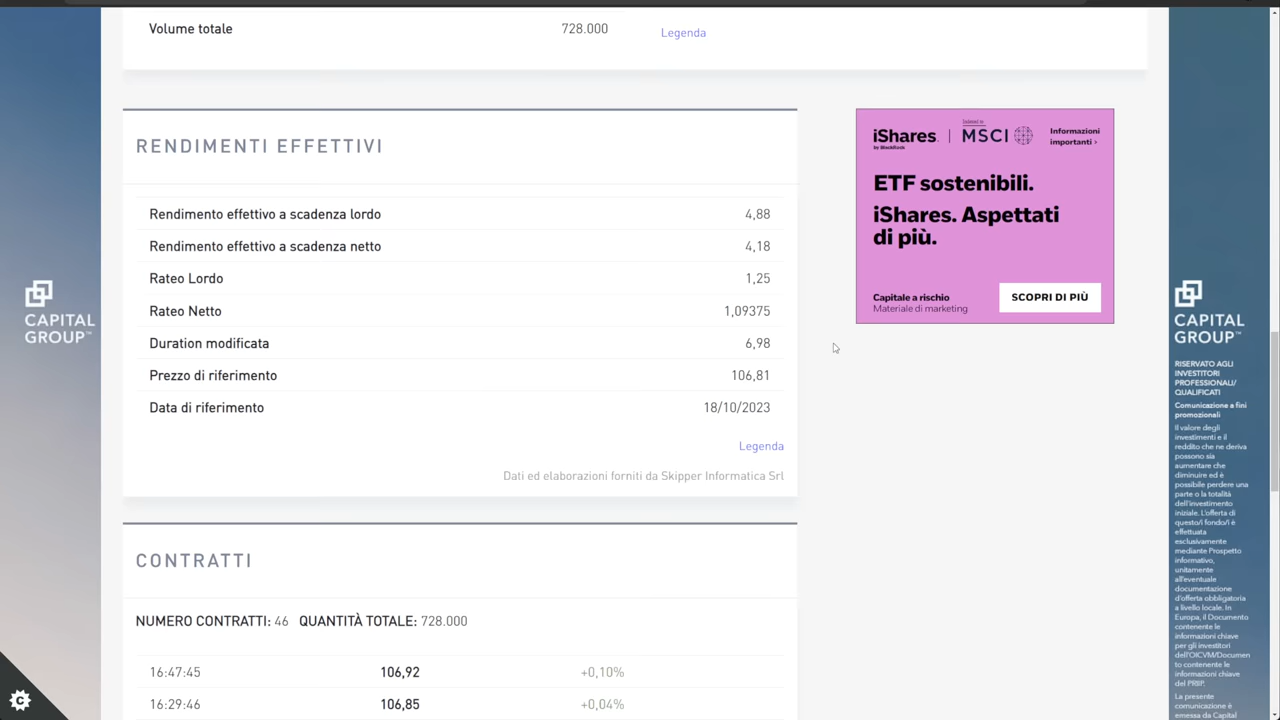 Volume totale 728.000
Legenda
RENDIMENTI EFFETTIVI
Rendimento effettivo a scadenza lordo 4,88
Rendimento effettivo a scadenza netto 4,18
Rateo Lordo 1,25
Rateo Netto 1,09375
Duration modificata 6,98
Prezzo di riferimento 106,81
Data di riferimento 18/10/2023
Legenda
Dati ed elaborazioni forniti da Skipper Informatica Srl
CONTRATTI
NUMERO CONTRATTI: 46 QUANTITÀ TOTALE: 728.000
16:47:45 106,92 +0,10%
16:29:46 106,85 +0,04%
iShares.
by BlackRock
MSCI
Informazioni
importanti >
ETF sostenibili.
iShares. Aspettati
di più.
Capitale a rischio
Materiale di marketing
SCOPRI DI PIÙ
CAPITAL
GROUP™
CAPITAL
GROUP™
RISERVATO AGLI
INVESTITORI
PROFESSIONALI/
QUALIFICATI
Comunicazione a fini
promozionali
Il valore degli
investimenti e il
reddito che ne deriva
possono sia
aumentare che
diminuire ed è
possibile perdere una
parte o la totalità
dell'investimento
iniziale. L'offerta di
questo/i fondo/i è
effettuata
esclusivamente
mediante Prospetto
informativo,
unitamente
all'eventuale
documentazione
d'offerta obbligatoria
a livello locale. In
Europa, il Documento
contenente le
informazioni chiave
per gli investitori
dell'OICVM/Documen
to contenente le
informazioni chiave
del PRIIP.
La presente
comunicazione è
emessa da Capital